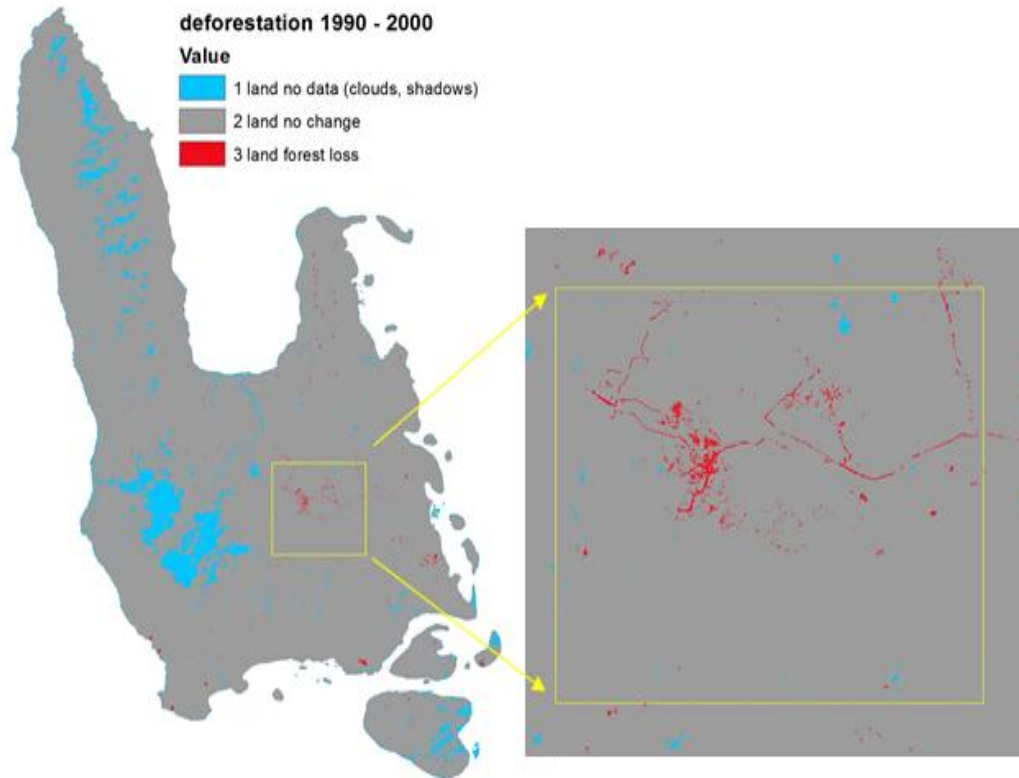 deforestation 1990 - 2000
Value
1 land no data (clouds, shadows)
2 land no change
3 land forest loss